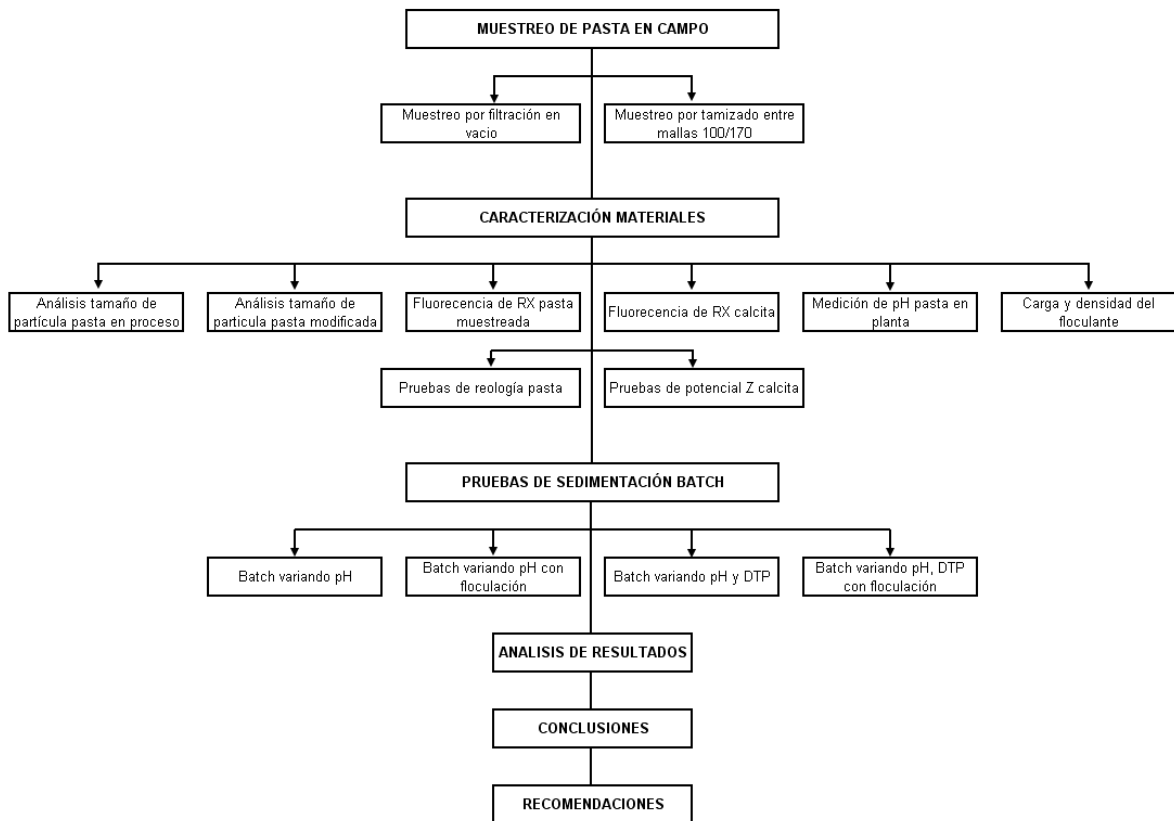 MUESTREO DE PASTA EN CAMPO
Muestreo por filtración en
vacio
Muestreo por tamizado entre
mallas 100/170
CARACTERIZACIÓN MATERIALES
Análisis tamaño de
partícula pasta en proceso
Análisis tamaño de
particula pasta modificada
Fluorecencia de RX pasta
muestreada
Fluorecencia de RX calcita
Medición de pH pasta en
planta
Carga y densidad del
floculante
Pruebas de reología pasta
Pruebas de potencial Z calcita
PRUEBAS DE SEDIMENTACIÓN BATCH
Batch variando pH
Batch variando pH con
floculación
Batch variando pH y DTP
Batch variando pH, DTP
con floculación
ANALISIS DE RESULTADOS
CONCLUSIONES
RECOMENDACIONES